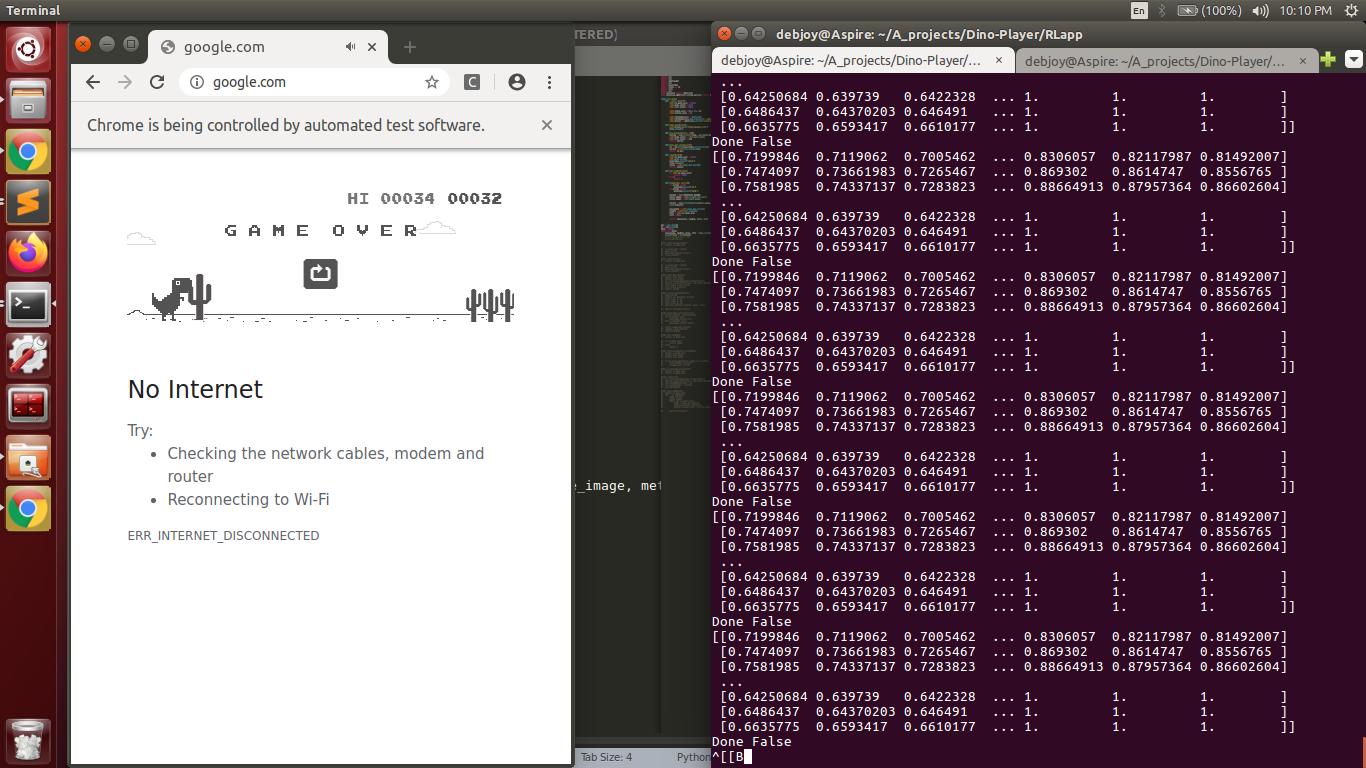 Terminal
En
(100%)
10:10 PM
google.com
google.com
C
Chrome is being controlled by automated test software.
HI 00034 00032
GAME OVER
No Internet
Try:
Checking the network cables, modem and
router
Reconnecting to Wi-Fi
ERR_INTERNET_DISCONNECTED
TERED)
e_image, met
Tab Size: 4
Python
debjoy@Aspire: ~/A_projects/Dino-Player/RLapp
debjoy@Aspire: ~/A_projects/Dino-Player/...
debjoy@Aspire: ~/A_projects/Dino-Player/...
...
[0.64250684 0.639739 0.6422328 ... 1. 1. 1. ]
[0.6486437 0.64370203 0.646491 ... 1. 1. 1. ]
[0.6635775 0.6593417 0.6610177 ... 1. 1. 1. ]]
Done False
[[0.7199846 0.7119062 0.7005462 ... 0.8306057 0.82117987 0.81492007]
[0.7474097 0.73661983 0.7265467 ... 0.869302 0.8614747 0.8556765 ]
[0.7581985 0.74337137 0.7283823 ... 0.88664913 0.87957364 0.86602604]
...
[0.64250684 0.639739 0.6422328 ... 1. 1. 1. ]
[0.6486437 0.64370203 0.646491 ... 1. 1. 1. ]
[0.6635775 0.6593417 0.6610177 ... 1. 1. 1. ]]
Done False
[[0.7199846 0.7119062 0.7005462 ... 0.8306057 0.82117987 0.81492007]
[0.7474097 0.73661983 0.7265467 ... 0.869302 0.8614747 0.8556765 ]
[0.7581985 0.74337137 0.7283823 ... 0.88664913 0.87957364 0.86602604]
...
[0.64250684 0.639739 0.6422328 ... 1. 1. 1. ]
[0.6486437 0.64370203 0.646491 ... 1. 1. 1. ]
[0.6635775 0.6593417 0.6610177 ... 1. 1. 1. ]]
Done False
[[0.7199846 0.7119062 0.7005462 ... 0.8306057 0.82117987 0.81492007]
[0.7474097 0.73661983 0.7265467 ... 0.869302 0.8614747 0.8556765 ]
[0.7581985 0.74337137 0.7283823 ... 0.88664913 0.87957364 0.86602604]
...
[0.64250684 0.639739 0.6422328 ... 1. 1. 1. ]
[0.6486437 0.64370203 0.646491 ... 1. 1. 1. ]
[0.6635775 0.6593417 0.6610177 ... 1. 1. 1. ]]
Done False
[[0.7199846 0.7119062 0.7005462 ... 0.8306057 0.82117987 0.81492007]
[0.7474097 0.73661983 0.7265467 ... 0.869302 0.8614747 0.8556765 ]
[0.7581985 0.74337137 0.7283823 ... 0.88664913 0.87957364 0.86602604]
...
[0.64250684 0.639739 0.6422328 ... 1. 1. 1. ]
[0.6486437 0.64370203 0.646491 ... 1. 1. 1. ]
[0.6635775 0.6593417 0.6610177 ... 1. 1. 1. ]]
Done False
[[0.7199846 0.7119062 0.7005462 ... 0.8306057 0.82117987 0.81492007]
[0.7474097 0.73661983 0.7265467 ... 0.869302 0.8614747 0.8556765 ]
[0.7581985 0.74337137 0.7283823 ... 0.88664913 0.87957364 0.86602604]
...
[0.64250684 0.639739 0.6422328 ... 1. 1. 1. ]
[0.6486437 0.64370203 0.646491 ... 1. 1. 1. ]
[0.6635775 0.6593417 0.6610177 ... 1. 1. 1. ]]
Done False
^[[B